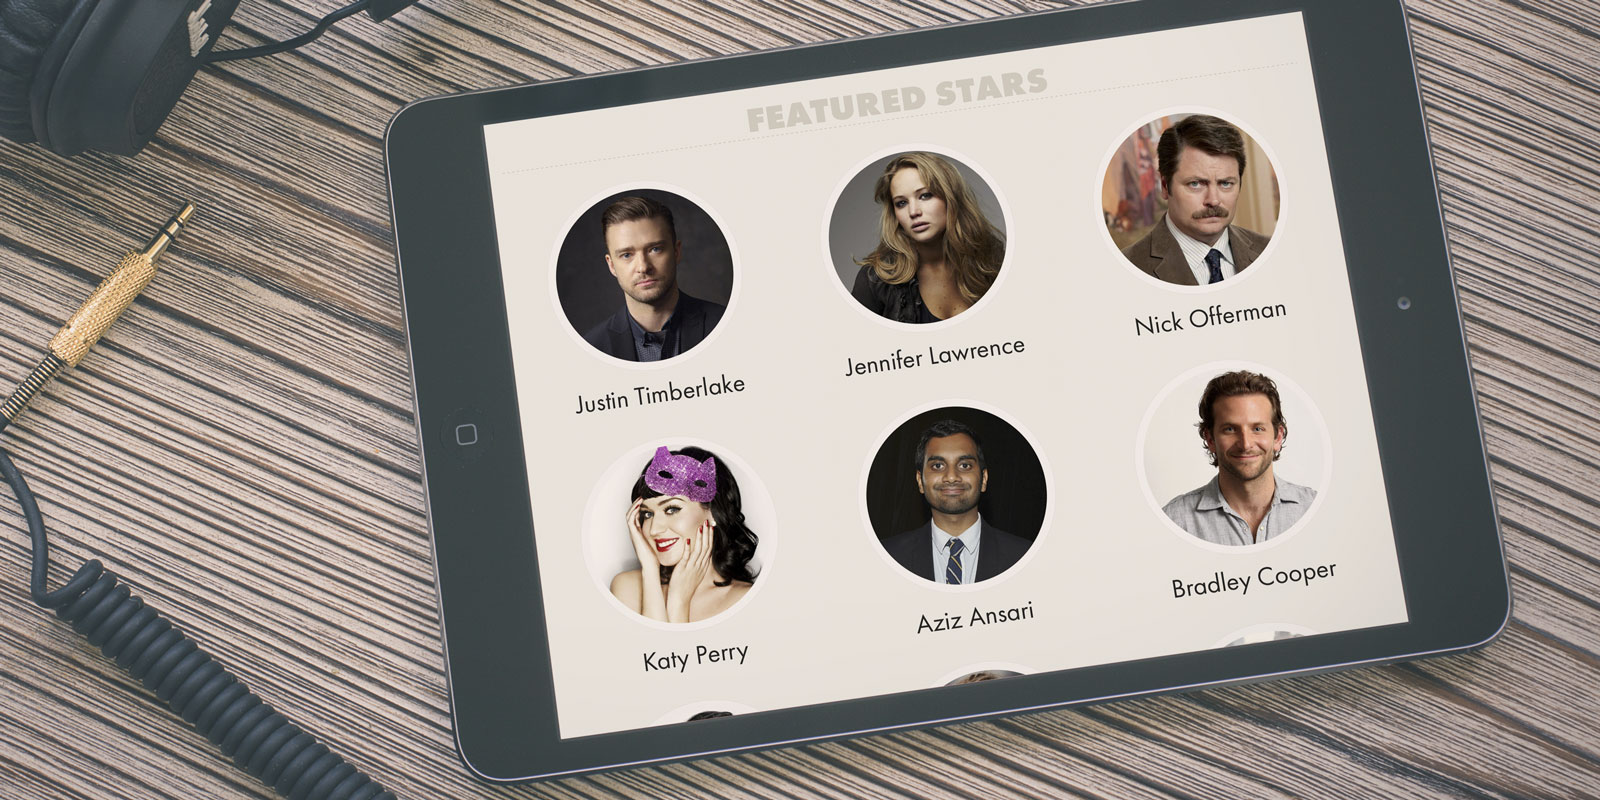 FEATURED STARS
Justin Timberlake
Jennifer Lawrence
Nick Offerman
Katy Perry
Aziz Ansari
Bradley Cooper